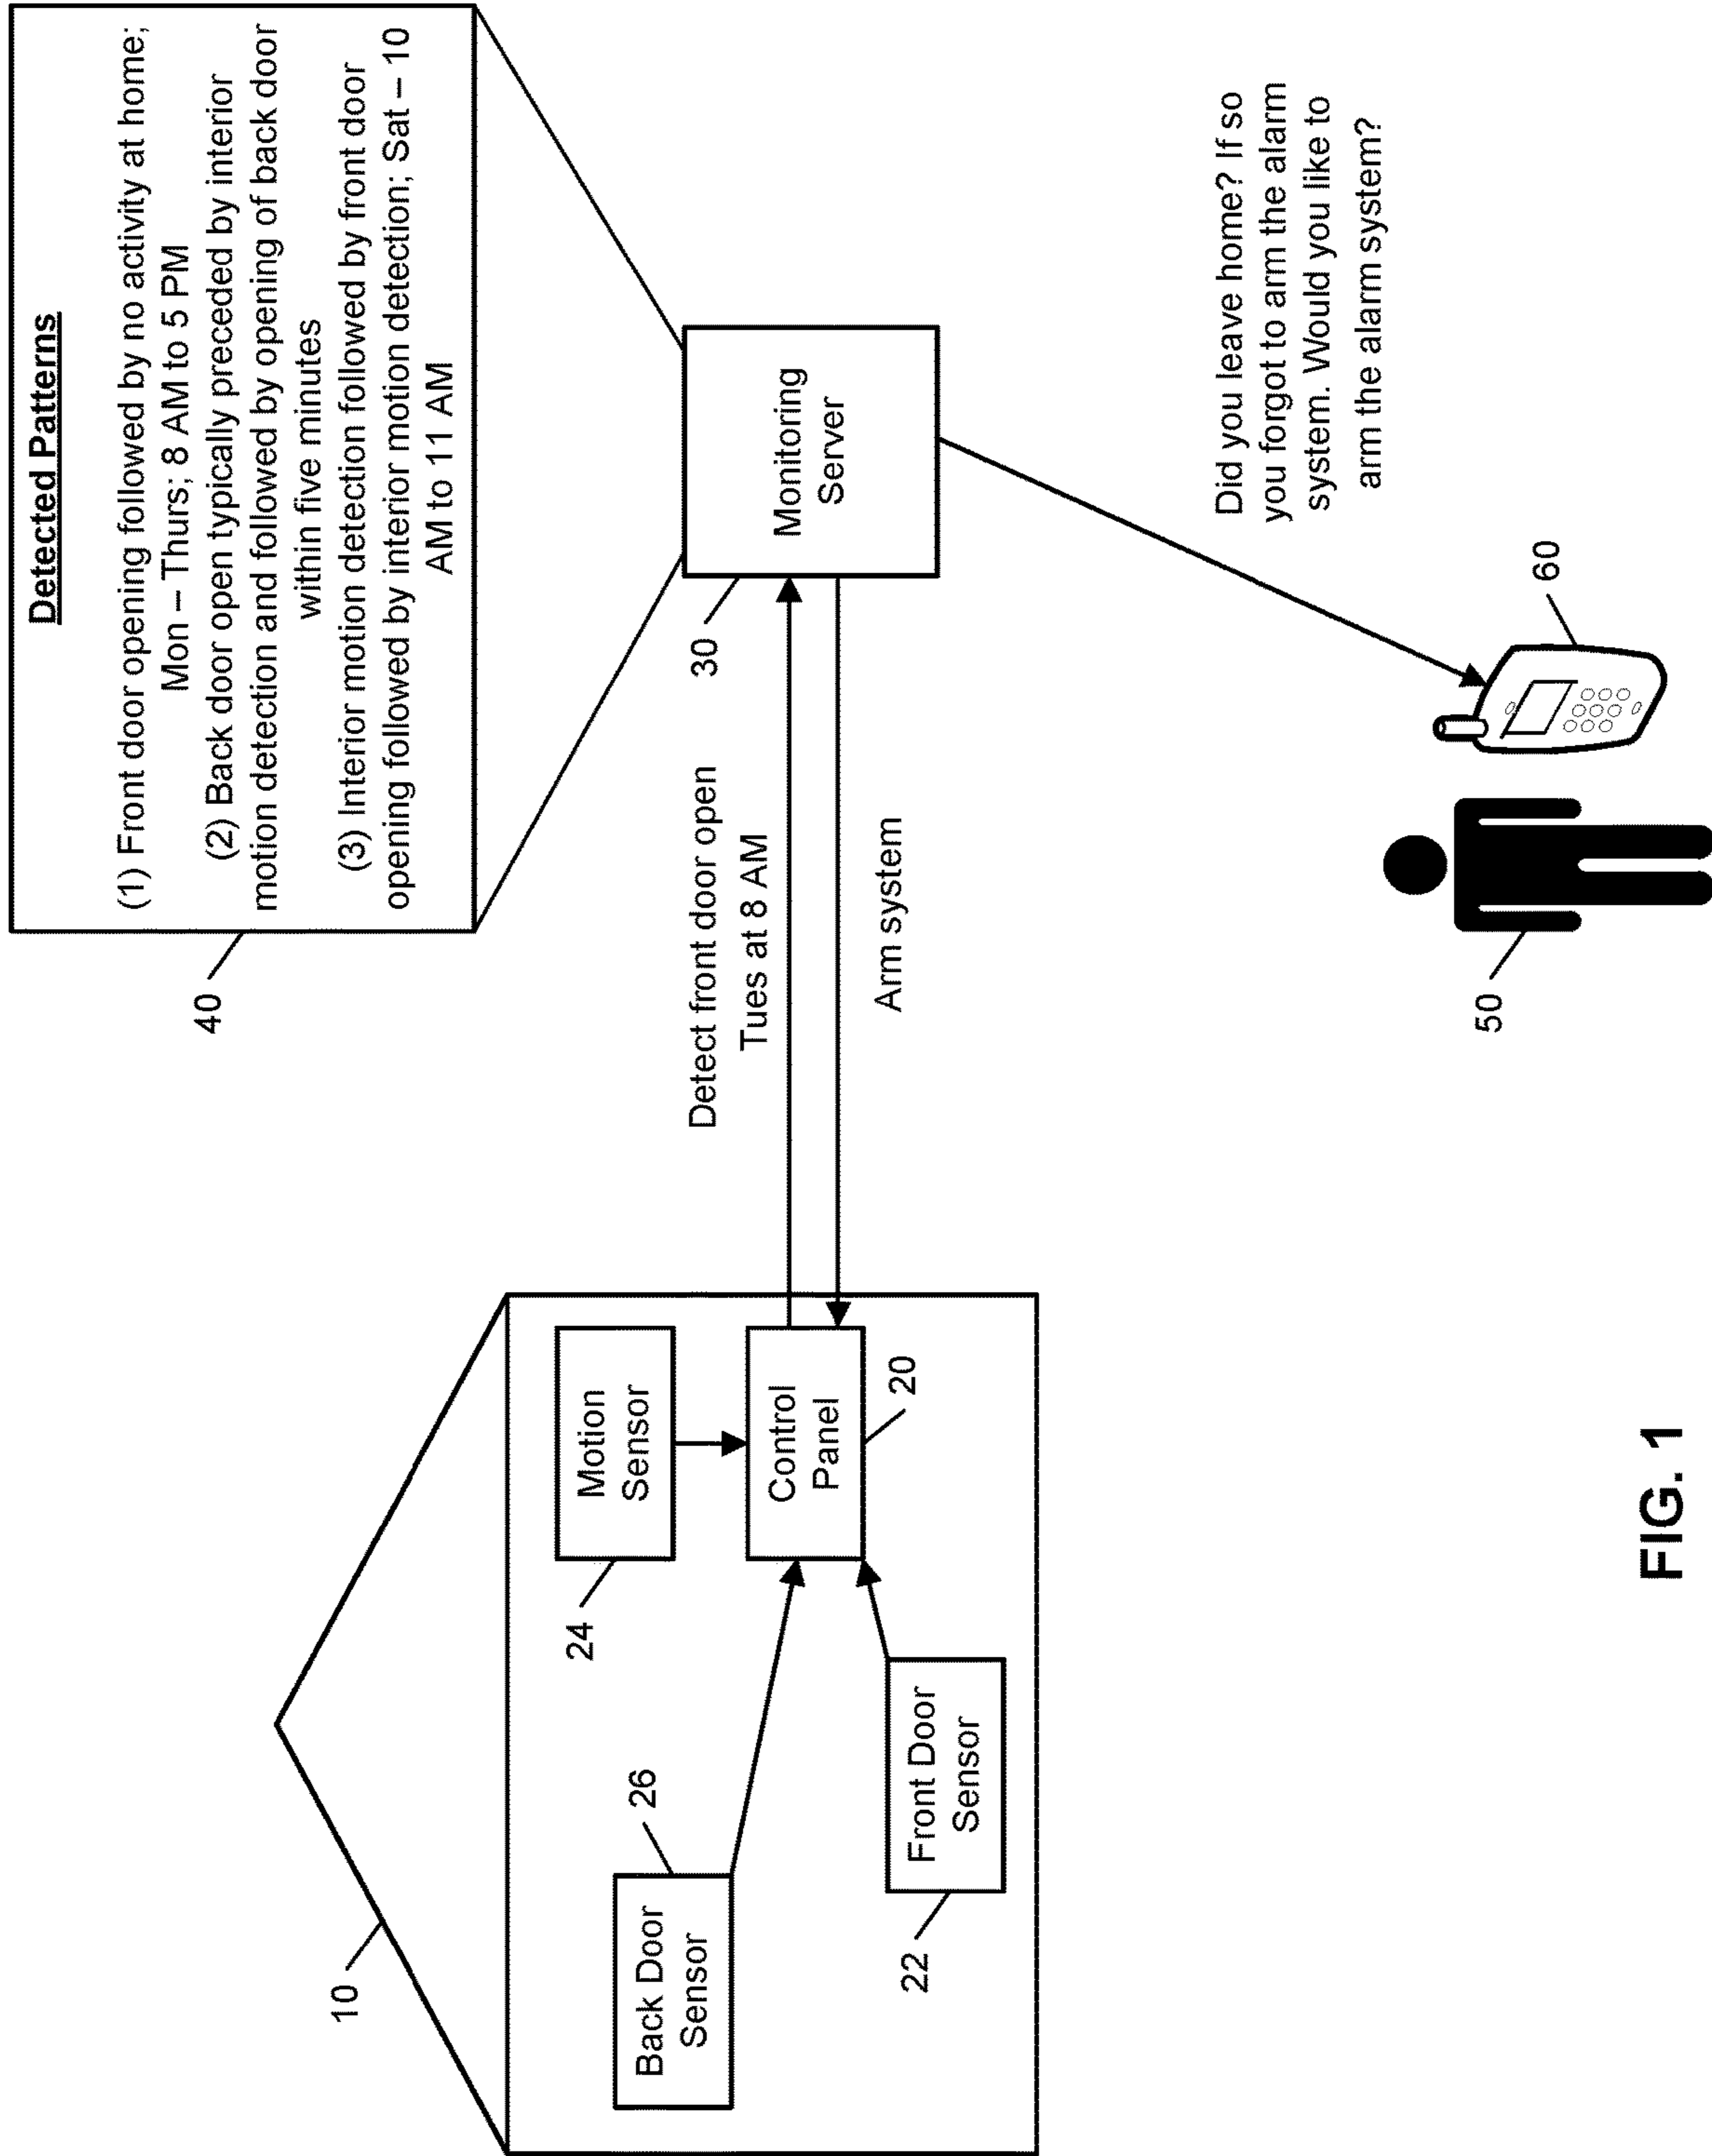 Detected Patterns
(1) Front door opening followed by no activity at home;
Mon – Thurs; 8 AM to 5 PM
(2) Back door open typically preceded by interior
motion detection and followed by opening of back door
within five minutes
(3) Interior motion detection followed by front door
opening followed by interior motion detection; Sat – 10
AM to 11 AM
40
10
Back Door
Sensor
26
Motion
Sensor
24
Control
Panel
20
Front Door
Sensor
22
Detect front door open
Tues at 8 AM
Arm system
30
Monitoring
Server
Did you leave home? If so
you forgot to arm the alarm
system. Would you like to
arm the alarm system?
50
60
FIG. 1